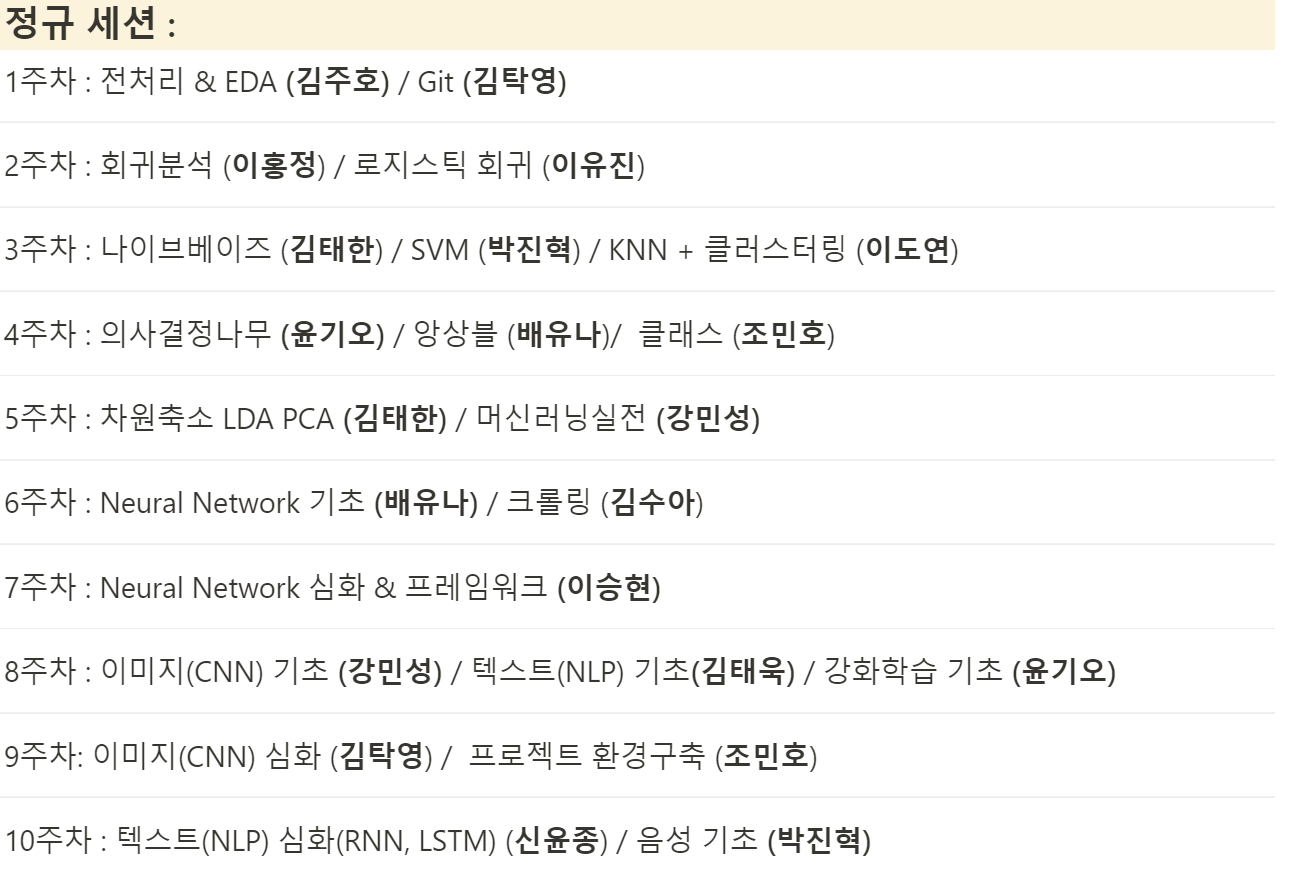 정규 세션 :
1주차 : 전처리 & EDA (김주호) / Git (김탁영)
2주차 : 회귀분석 (이홍정) / 로지스틱 회귀 (이유진)
3주차 : 나이브베이즈 (김태한) / SVM (박진혁) / KNN + 클러스터링 (이도연)
4주차 : 의사결정나무 (윤기오) / 앙상블 (배유나)/ 클래스 (조민호)
5주차 : 차원축소 LDA PCA (김태한) / 머신러닝실전 (강민성)
6주차 : Neural Network 기초 (배유나) / 크롤링 (김수아)
7주차 : Neural Network 심화 & 프레임워크 (이승현)
8주차 : 이미지(CNN) 기초 (강민성) / 텍스트(NLP) 기초(김태욱) / 강화학습 기초 (윤기오)
9주차: 이미지(CNN) 심화 (김탁영) / 프로젝트 환경구축 (조민호)
10주차 : 텍스트(NLP) 심화(RNN, LSTM) (신윤종) / 음성 기초 (박진혁)